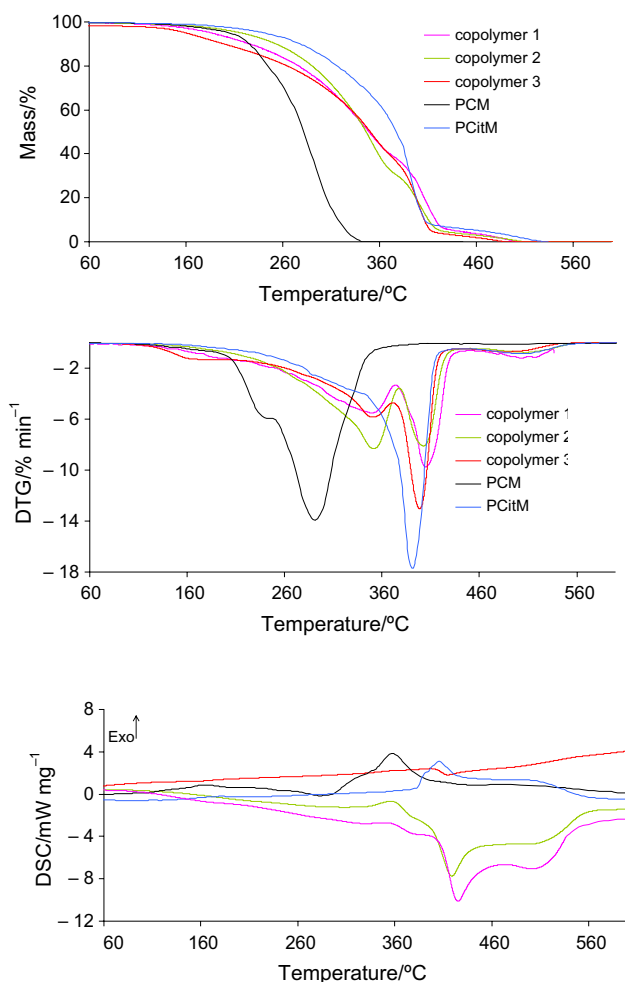 100
80
60
40
20
0
Mass/%
copolymer 1
copolymer 2
copolymer 3
PCM
PCitM
60 160 260 360 460 560
Temperature/ºC
– 2
– 6
– 10
– 14
– 18
DTG/% min⁻¹
copolymer 1
copolymer 2
copolymer 3
PCM
PCitM
60 160 260 360 460 560
Temperature/ºC
8
4
0
– 4
– 8
– 12
Exo
DSC/mW mg⁻¹
60 160 260 360 460 560
Temperature/ºC